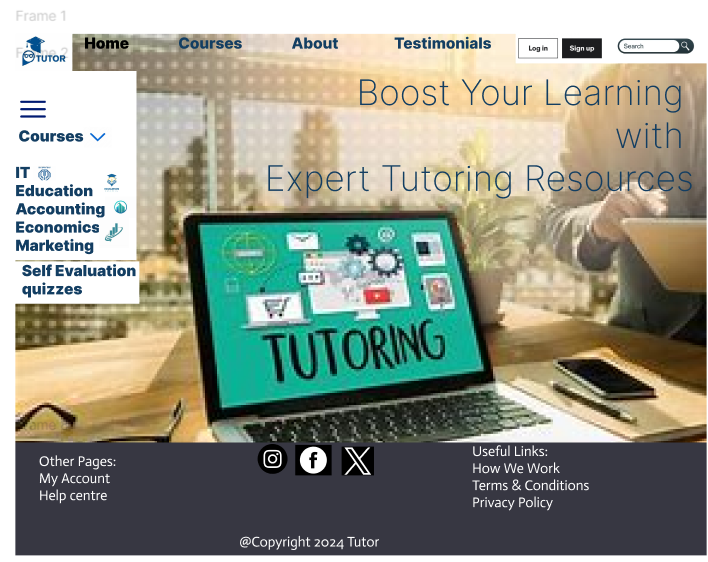 Frame 1
Frame 2
TUTOR
Home
Courses
About
Testimonials
Log in
Sign up
Search
Boost Your Learning
with
Expert Tutoring Resources
Courses
IT
Education
Accounting
Economics
Marketing
Self Evaluation
quizzes
TUTORING
Frame
Other Pages:
My Account
Help centre
Useful Links:
How We Work
Terms & Conditions
Privacy Policy
@Copyright 2024 Tutor